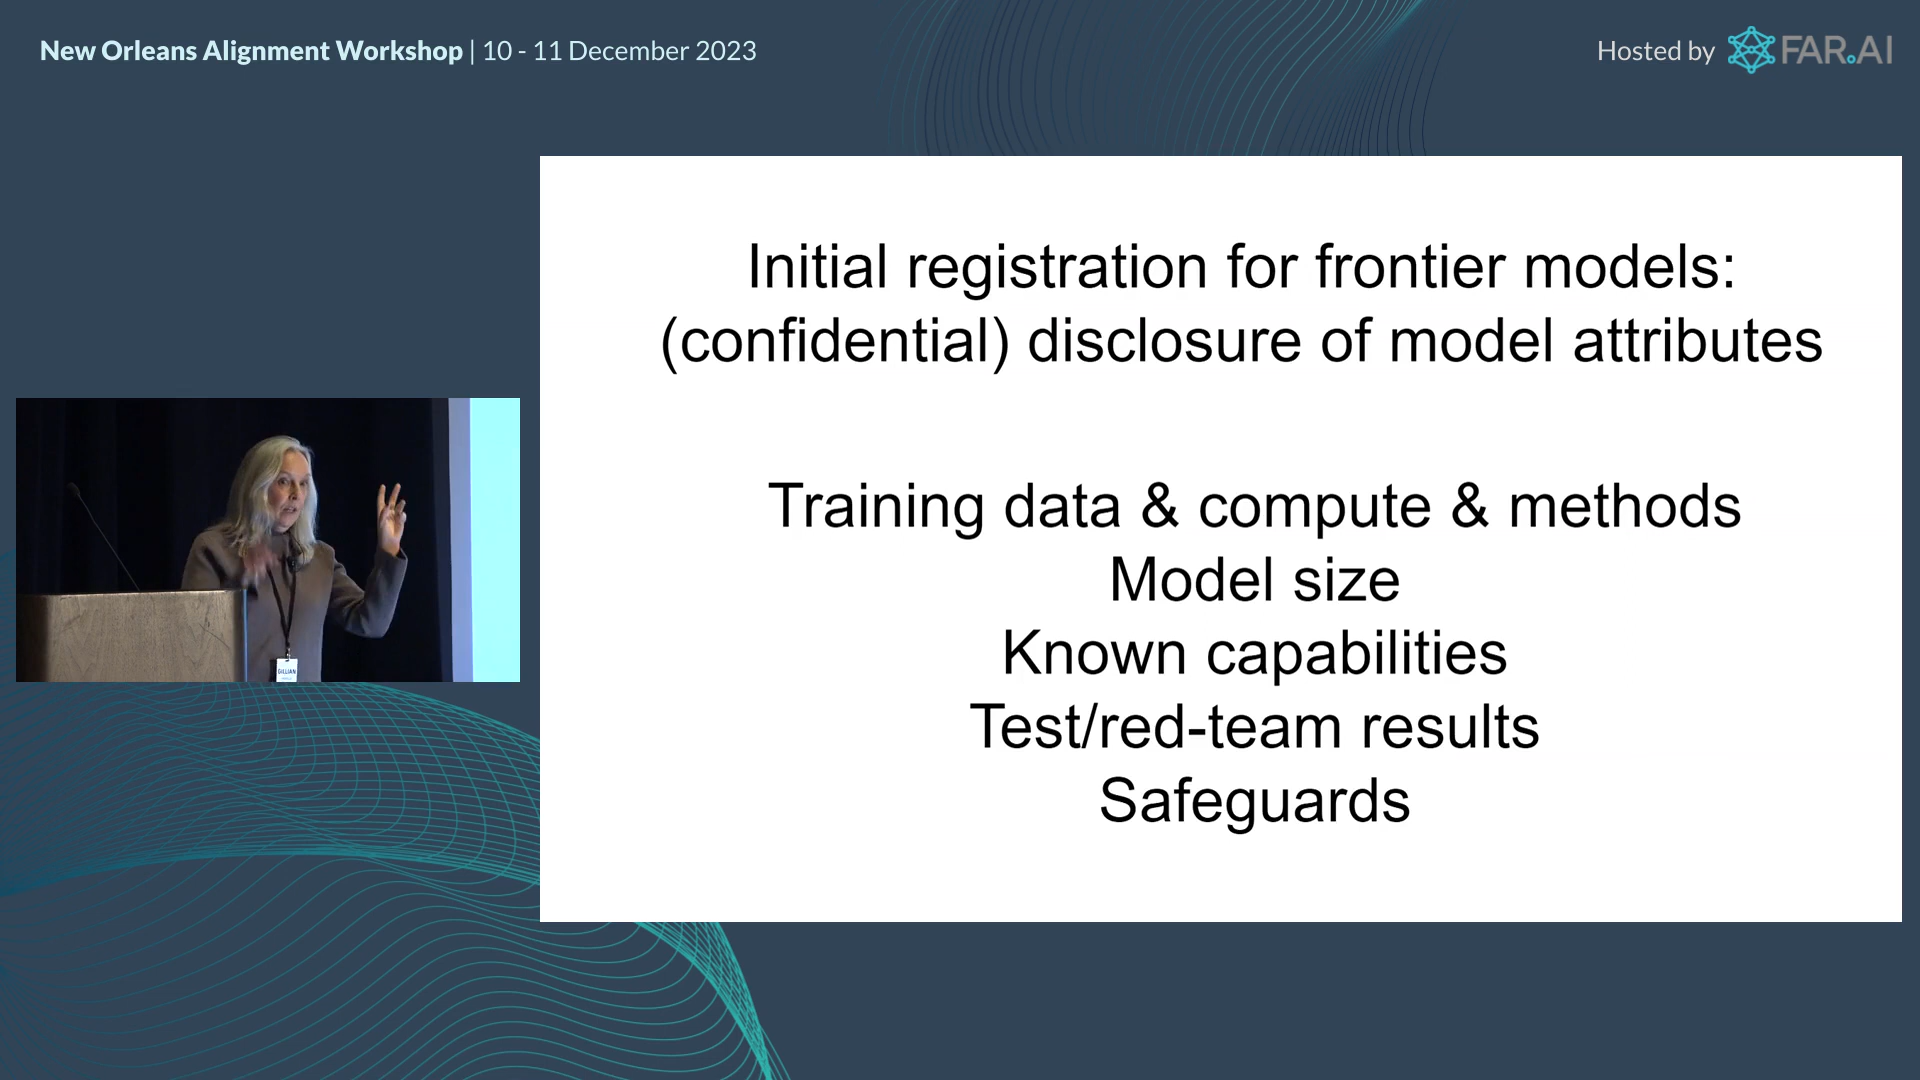 New Orleans Alignment Workshop | 10 - 11 December 2023
Hosted by FAR.AI
Initial registration for frontier models:
(confidential) disclosure of model attributes
Training data & compute & methods
Model size
Known capabilities
Test/red-team results
Safeguards
GILLIAN